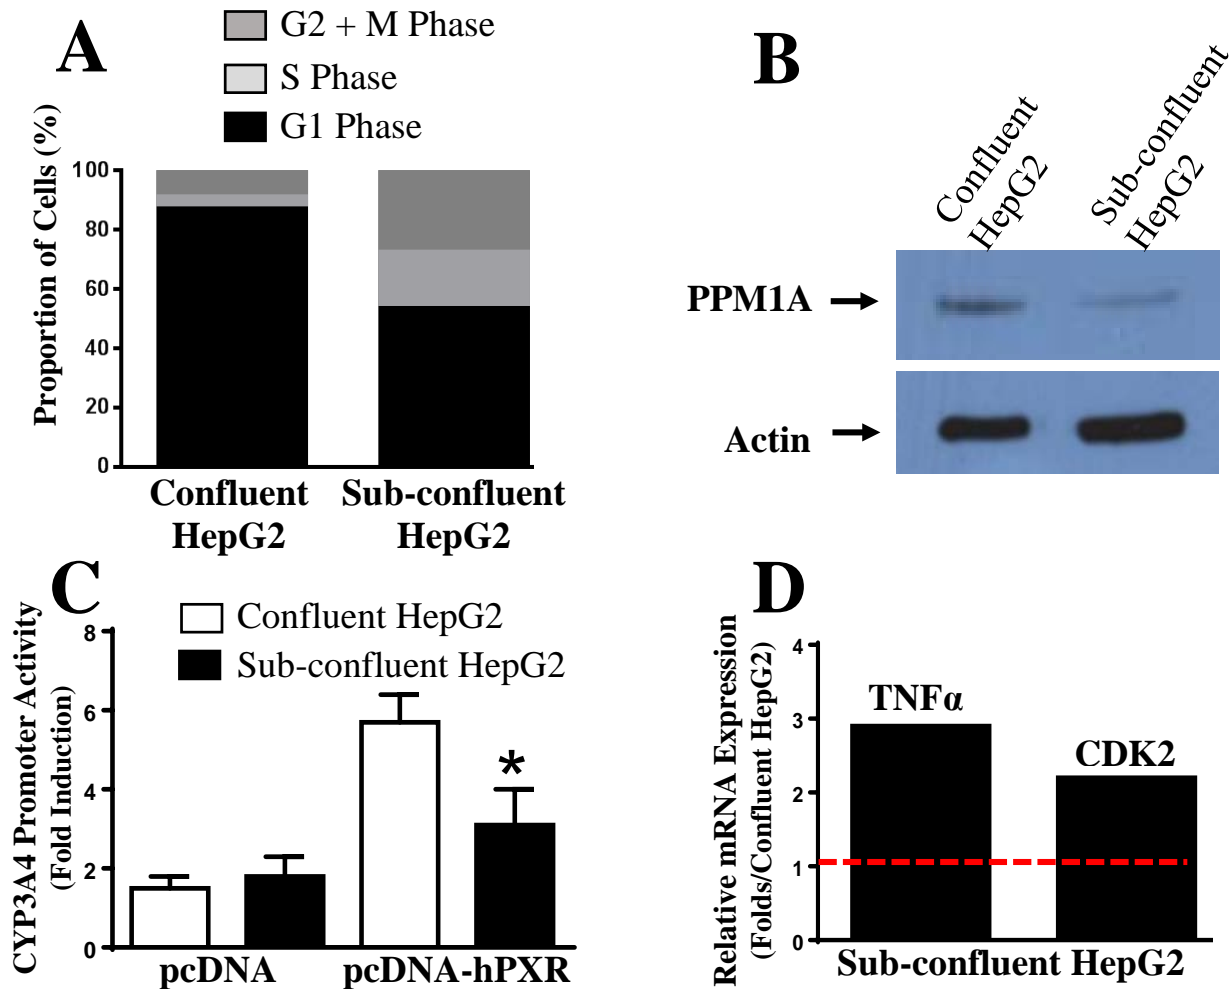 A
G2 + M Phase
S Phase
G1 Phase
Proportion of Cells (%)
100
80
60
40
20
0
Confluent
HepG2
Sub-confluent
HepG2
B
Confluent
HepG2
Sub-confluent
HepG2
PPM1A
Actin
C
Confluent HepG2
Sub-confluent HepG2
CYP3A4 Promoter Activity
(Fold Induction)
8
6
4
2
0
*
pcDNA
pcDNA-hPXR
D
Relative mRNA Expression
(Folds/Confluent HepG2)
4
3
2
1
0
TNFα
CDK2
Sub-confluent HepG2